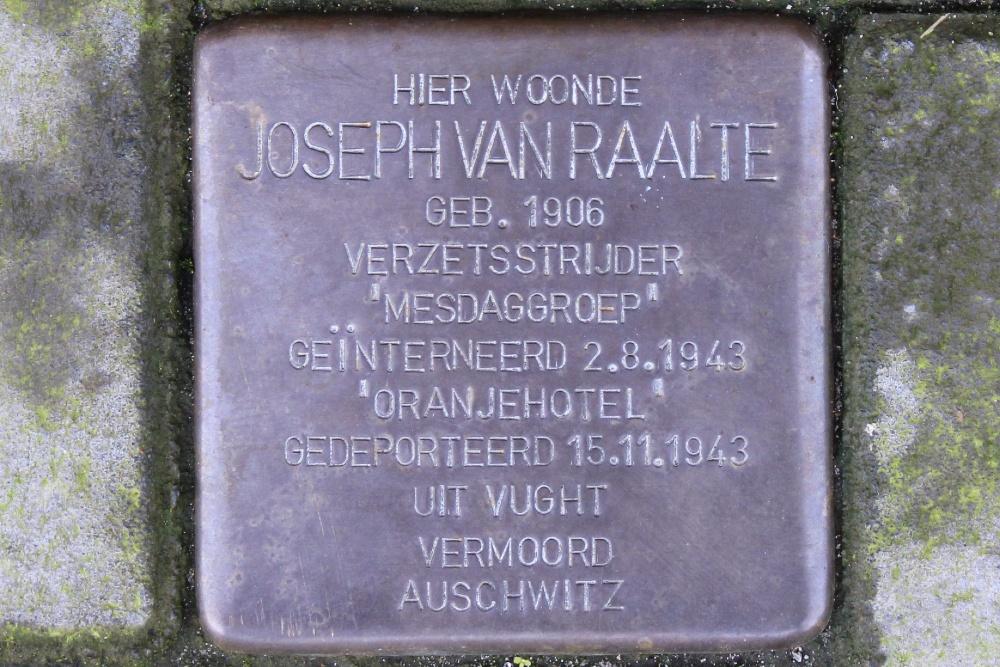 HIER WOONDE
JOSEPH VAN RAALTE
GEB. 1906
VERZETSSTRIJDER
'MESDAGGROEP'
GEÏNTERNEERD 2.8.1943
'ORANJEHOTEL'
GEDEPORTEERD 15.11.1943
UIT VUGHT
VERMOORD
AUSCHWITZ